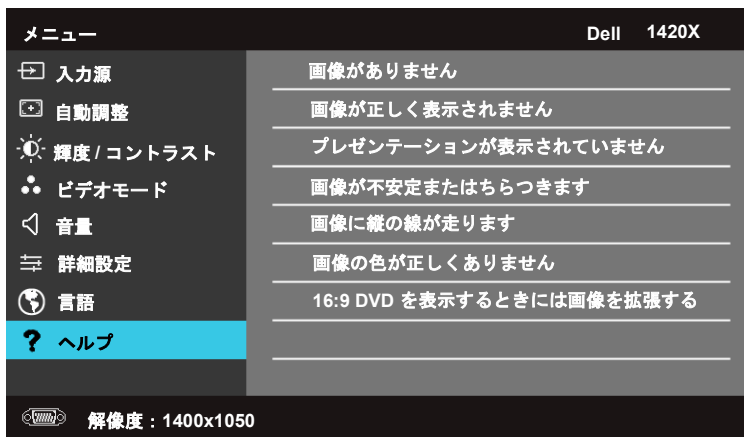 メニュー
Dell 1420X
入力源
自動調整
輝度 / コントラスト
ビデオモード
音量
詳細設定
言語
ヘルプ
画像がありません
画像が正しく表示されません
プレゼンテーションが表示されていません
画像が不安定またはちらつきます
画像に縦の線が走ります
画像の色が正しくありません
16:9 DVD を表示するときには画像を拡張する
解像度 : 1400x1050